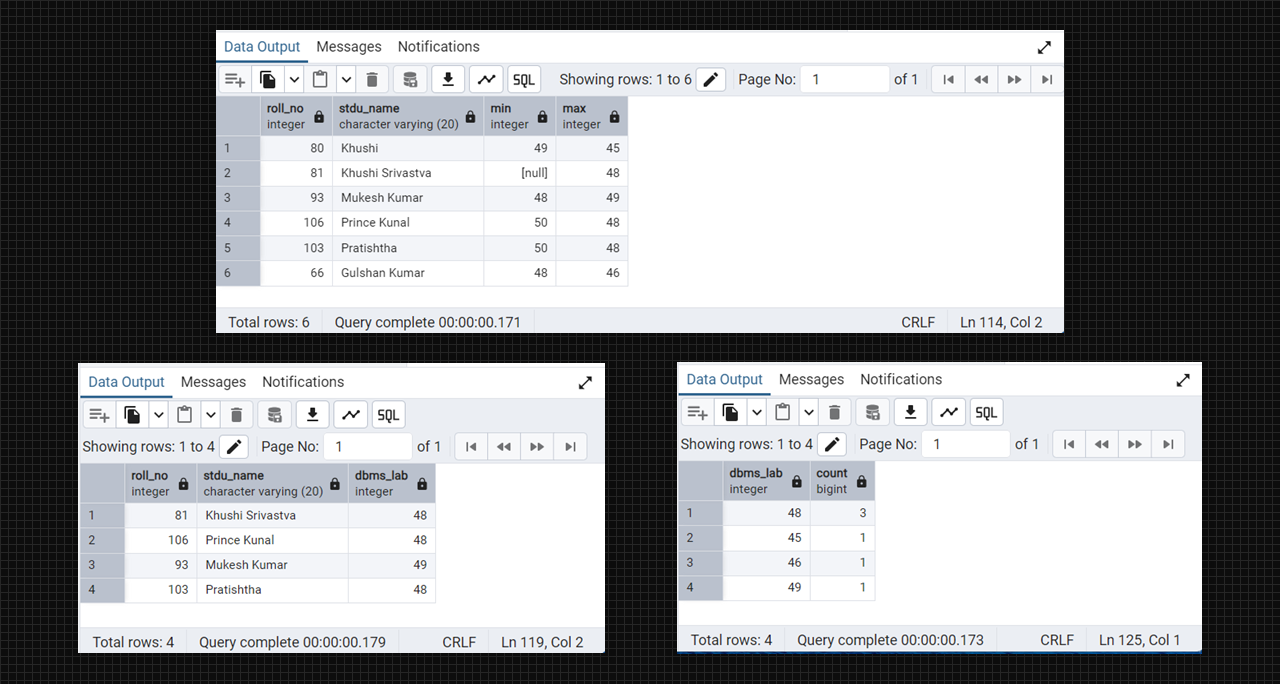 Data Output Messages Notifications
SQL Showing rows: 1 to 6 Page No: 1 of 1
roll_no stdu_name min max
integer character varying (20) integer integer
1 80 Khushi 49 45
2 81 Khushi Srivastva [null] 48
3 93 Mukesh Kumar 48 49
4 106 Prince Kunal 50 48
5 103 Pratishtha 50 48
6 66 Gulshan Kumar 48 46
Total rows: 6 Query complete 00:00:00.171 CRLF Ln 114, Col 2
Data Output Messages Notifications
SQL
Showing rows: 1 to 4 Page No: 1 of 1
roll_no stdu_name dbms_lab
integer character varying (20) integer
1 81 Khushi Srivastva 48
2 106 Prince Kunal 48
3 93 Mukesh Kumar 49
4 103 Pratishtha 48
Total rows: 4 Query complete 00:00:00.179 CRLF Ln 119, Col 2
Data Output Messages Notifications
SQL
Showing rows: 1 to 4 Page No: 1 of 1
dbms_lab count
integer bigint
1 48 3
2 45 1
3 46 1
4 49 1
Total rows: 4 Query complete 00:00:00.173 CRLF Ln 125, Col 1